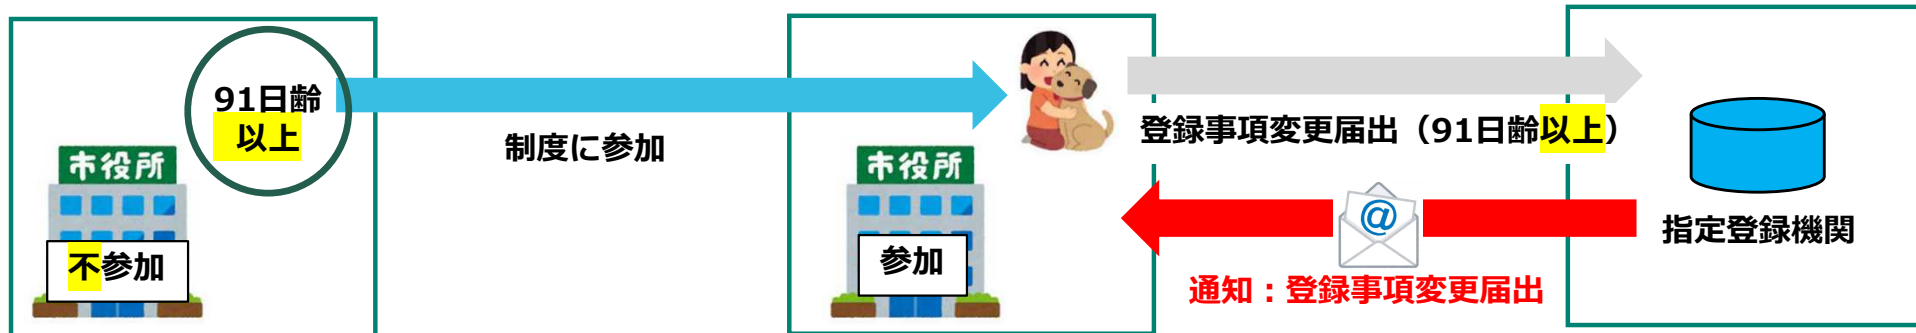 91日齢
以上
市役所
不参加
制度に参加
市役所
参加
登録事項変更届出（91日齢以上）
@
通知：登録事項変更届出
指定登録機関